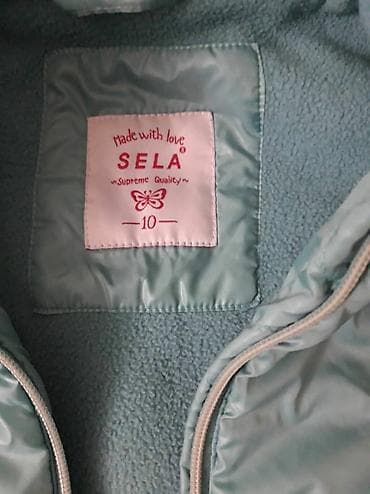 Made with love
SELA®
~Supreme Quality~
—10—